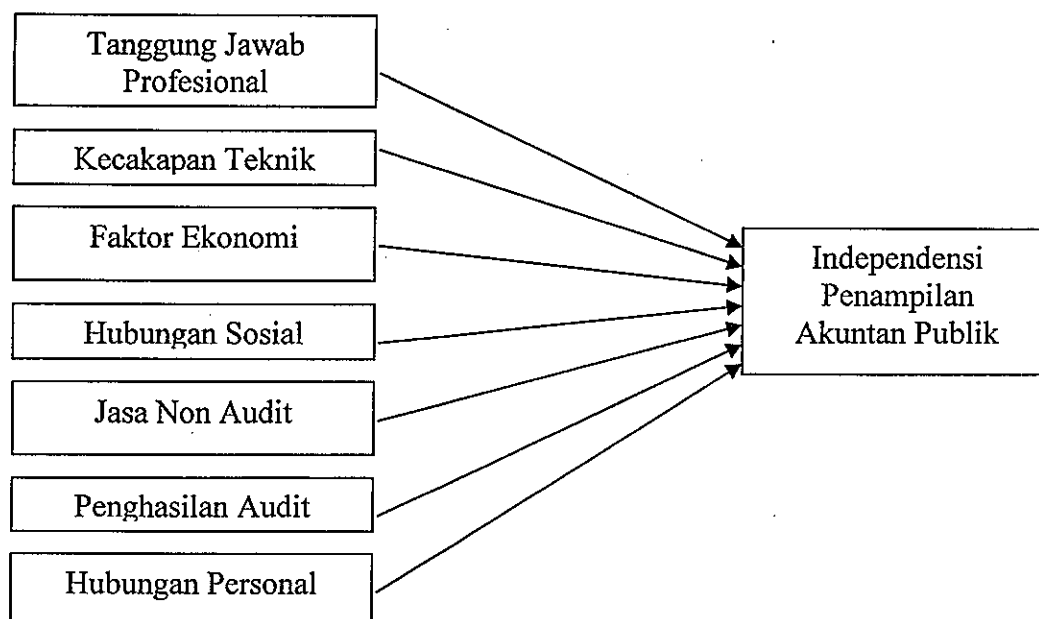 Tanggung Jawab
Profesional
Kecakapan Teknik
Faktor Ekonomi
Hubungan Sosial
Jasa Non Audit
Penghasilan Audit
Hubungan Personal
Independensi
Penampilan
Akuntan Publik